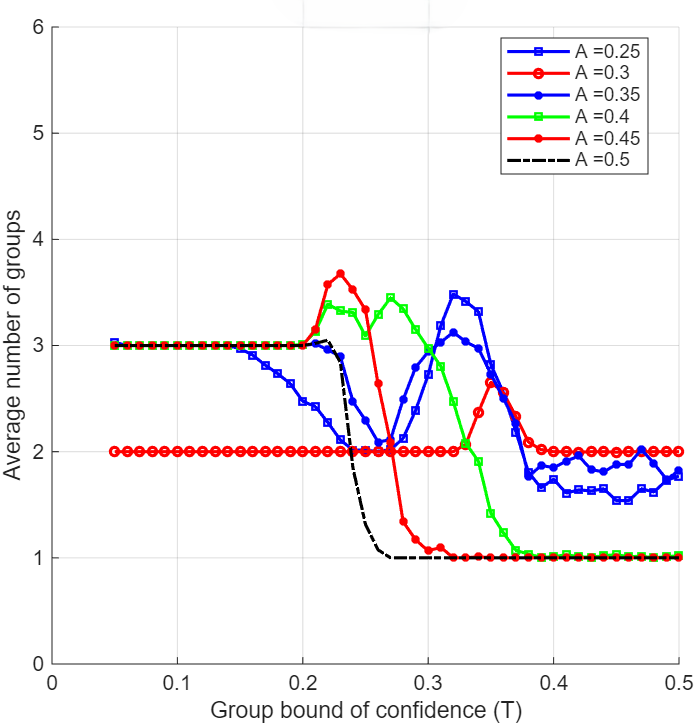 6
5
4
3
2
1
0
Average number of groups
A =0.25
A =0.3
A =0.35
A =0.4
A =0.45
A =0.5
0 0.1 0.2 0.3 0.4 0.5
Group bound of confidence (T)